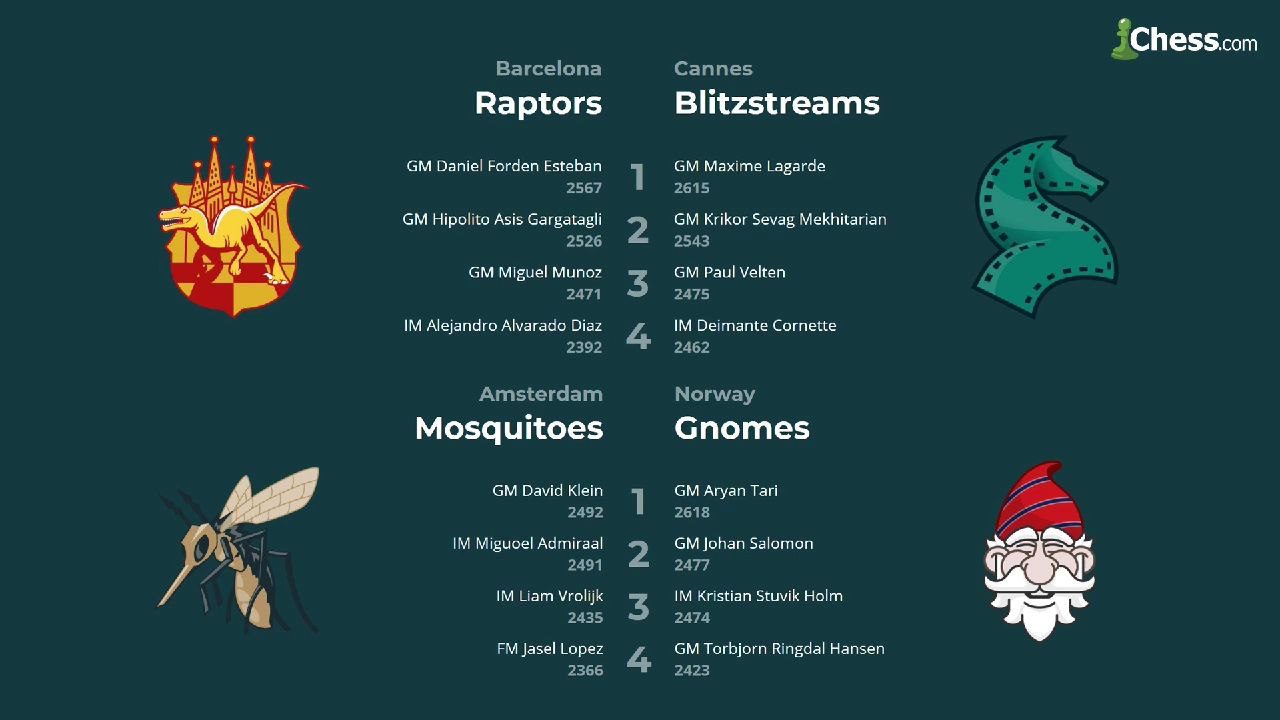 Chess.com
Barcelona
Raptors
Cannes
Blitzstreams
GM Daniel Forden Esteban
2567
1
GM Maxime Lagarde
2615
GM Hipolito Asis Gargatagli
2526
2
GM Krikor Sevag Mekhitarian
2543
GM Miguel Munoz
2471
3
GM Paul Velten
2475
IM Alejandro Alvarado Diaz
2392
4
IM Deimante Cornette
2462
Amsterdam
Mosquitoes
Norway
Gnomes
GM David Klein
2492
1
GM Aryan Tari
2618
IM Miguoel Admiraal
2491
2
GM Johan Salomon
2477
IM Liam Vrolijk
2435
3
IM Kristian Stuvik Holm
2474
FM Jasel Lopez
2366
4
GM Torbjorn Ringdal Hansen
2423